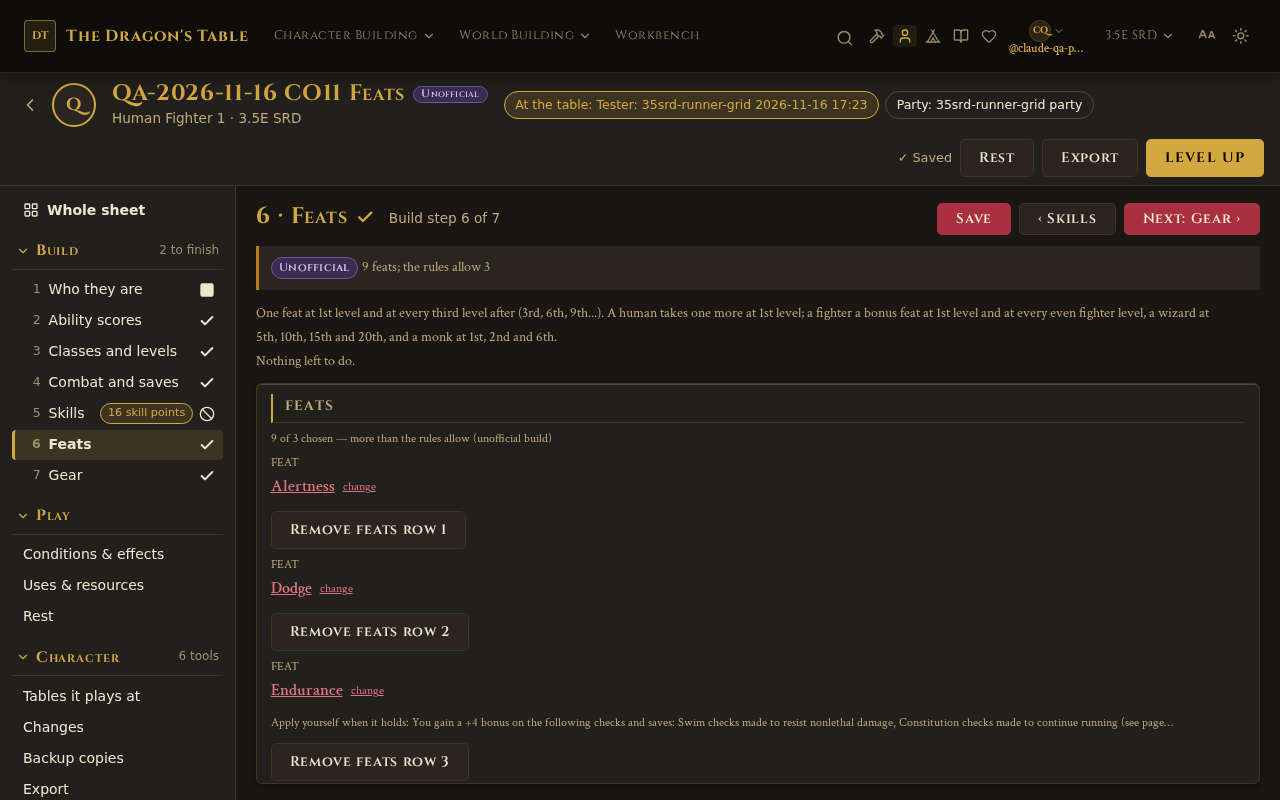 DT The Dragon's Table Character Building World Building Workbench CQ @claude-qa-p... 3.5E SRD AA
Q QA-2026-11-16 CO11 Feats Unofficial
Human Fighter 1 · 3.5E SRD
At the table: Tester: 35srd-runner-grid 2026-11-16 17:23 Party: 35srd-runner-grid party
✓ Saved Rest Export Level Up
Whole sheet
Build 2 to finish
1 Who they are
2 Ability scores
3 Classes and levels
4 Combat and saves
5 Skills 16 skill points
6 Feats
7 Gear
Play
Conditions & effects
Uses & resources
Rest
Character 6 tools
Tables it plays at
Changes
Backup copies
Export
6 · Feats Build step 6 of 7 Save ‹ Skills Next: Gear ›
Unofficial 9 feats; the rules allow 3
One feat at 1st level and at every third level after (3rd, 6th, 9th...). A human takes one more at 1st level; a fighter a bonus feat at 1st level and at every even fighter level, a wizard at
5th, 10th, 15th and 20th, and a monk at 1st, 2nd and 6th.
Nothing left to do.
FEATS
9 of 3 chosen — more than the rules allow (unofficial build)
FEAT
Alertness change
Remove feats row 1
FEAT
Dodge change
Remove feats row 2
FEAT
Endurance change
Apply yourself when it holds: You gain a +4 bonus on the following checks and saves: Swim checks made to resist nonlethal damage, Constitution checks made to continue running (see page…
Remove feats row 3